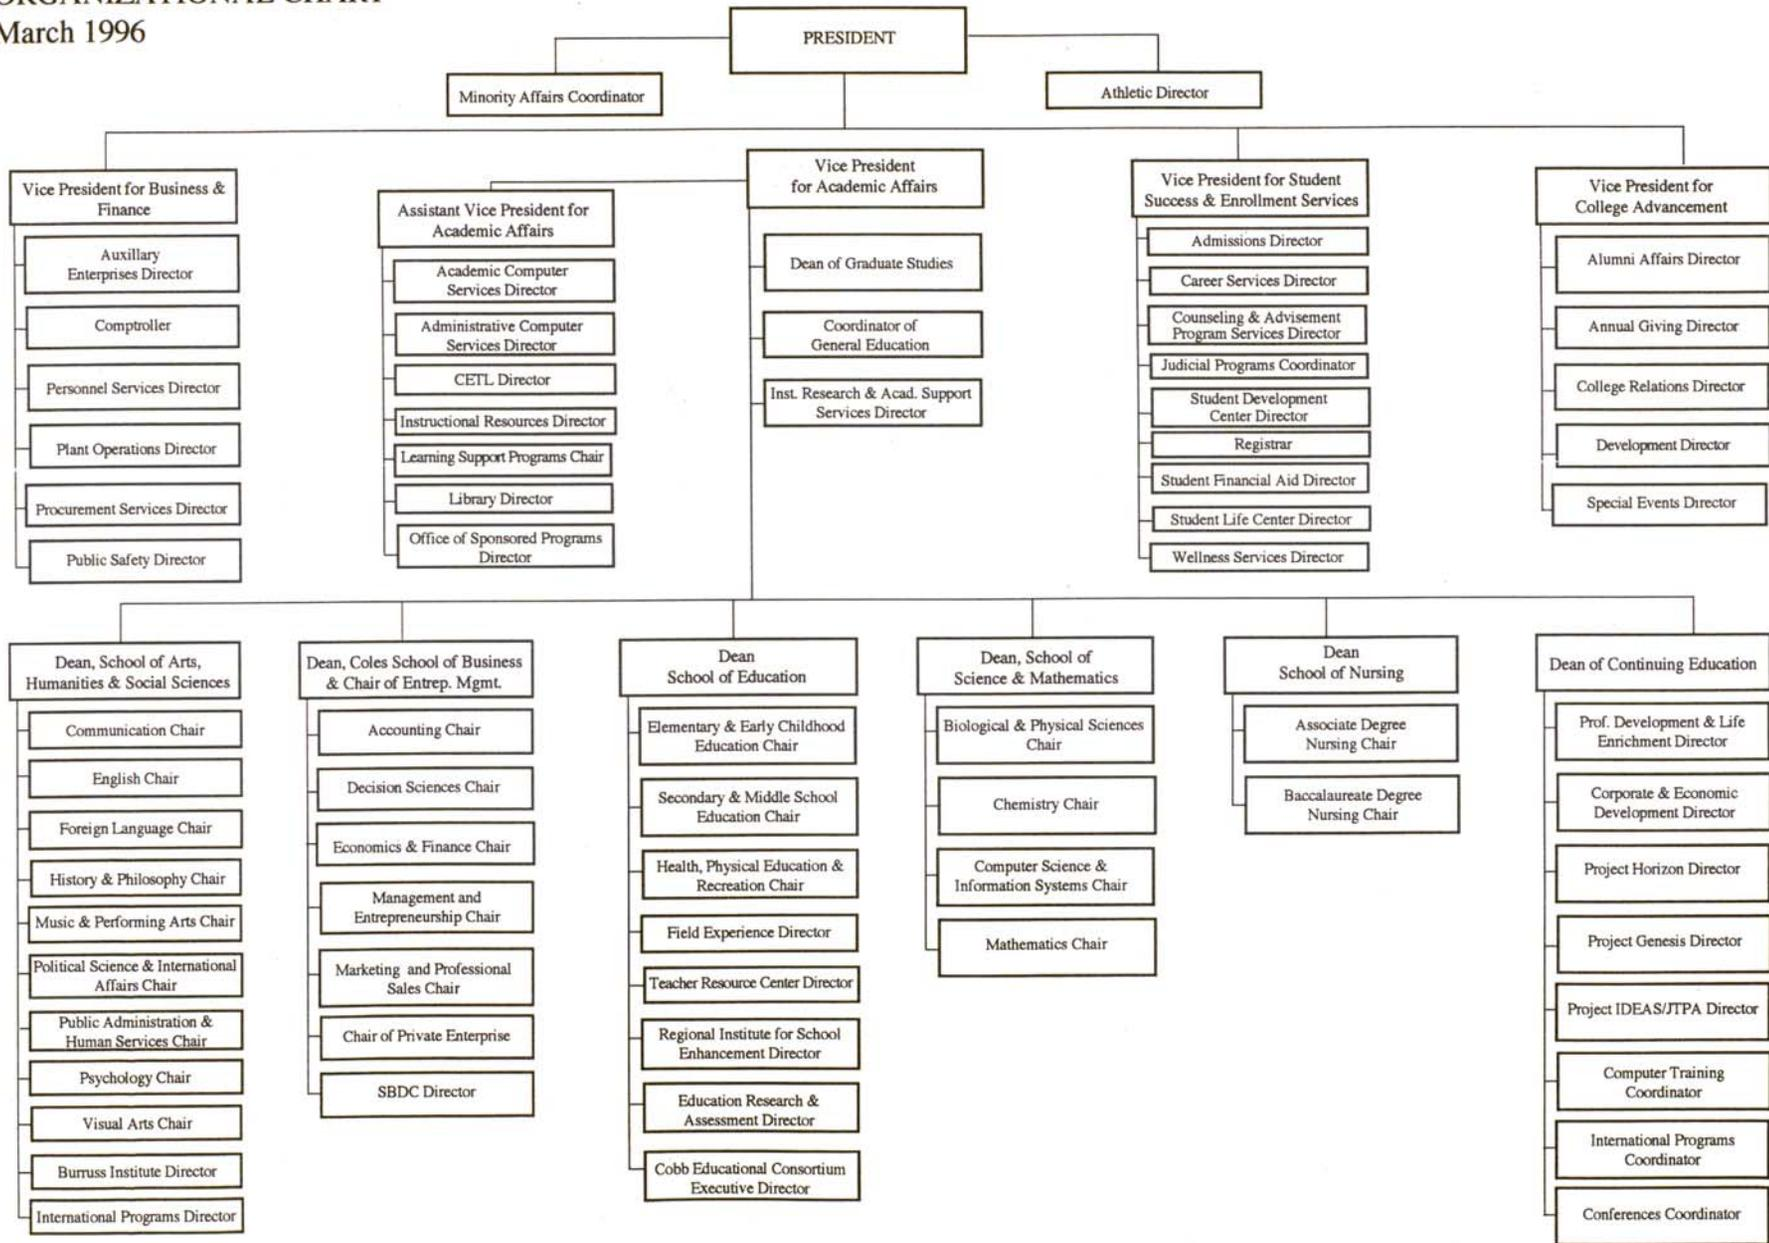 ORGANIZATIONAL CHART
March 1996
PRESIDENT
Minority Affairs Coordinator
Athletic Director
Vice President for Business &
Finance
Auxillary
Enterprises Director
Comptroller
Personnel Services Director
Plant Operations Director
Procurement Services Director
Public Safety Director
Assistant Vice President for
Academic Affairs
Academic Computer
Services Director
Administrative Computer
Services Director
CETL Director
Instructional Resources Director
Learning Support Programs Chair
Library Director
Office of Sponsored Programs
Director
Vice President
for Academic Affairs
Dean of Graduate Studies
Coordinator of
General Education
Inst. Research & Acad. Support
Services Director
Vice President for Student
Success & Enrollment Services
Admissions Director
Career Services Director
Counseling & Advisement
Program Services Director
Judicial Programs Coordinator
Student Development
Center Director
Registrar
Student Financial Aid Director
Student Life Center Director
Wellness Services Director
Vice President for
College Advancement
Alumni Affairs Director
Annual Giving Director
College Relations Director
Development Director
Special Events Director
Dean, School of Arts,
Humanities & Social Sciences
Communication Chair
English Chair
Foreign Language Chair
History & Philosophy Chair
Music & Performing Arts Chair
Political Science & International
Affairs Chair
Public Administration &
Human Services Chair
Psychology Chair
Visual Arts Chair
Burruss Institute Director
International Programs Director
Dean, Coles School of Business
& Chair of Entrep. Mgmt.
Accounting Chair
Decision Sciences Chair
Economics & Finance Chair
Management and
Entrepreneurship Chair
Marketing and Professional
Sales Chair
Chair of Private Enterprise
SBDC Director
Dean
School of Education
Elementary & Early Childhood
Education Chair
Secondary & Middle School
Education Chair
Health, Physical Education &
Recreation Chair
Field Experience Director
Teacher Resource Center Director
Regional Institute for School
Enhancement Director
Education Research &
Assessment Director
Cobb Educational Consortium
Executive Director
Dean, School of
Science & Mathematics
Biological & Physical Sciences
Chair
Chemistry Chair
Computer Science &
Information Systems Chair
Mathematics Chair
Dean
School of Nursing
Associate Degree
Nursing Chair
Baccalaureate Degree
Nursing Chair
Dean of Continuing Education
Prof. Development & Life
Enrichment Director
Corporate & Economic
Development Director
Project Horizon Director
Project Genesis Director
Project IDEAS/JTPA Director
Computer Training
Coordinator
International Programs
Coordinator
Conferences Coordinator